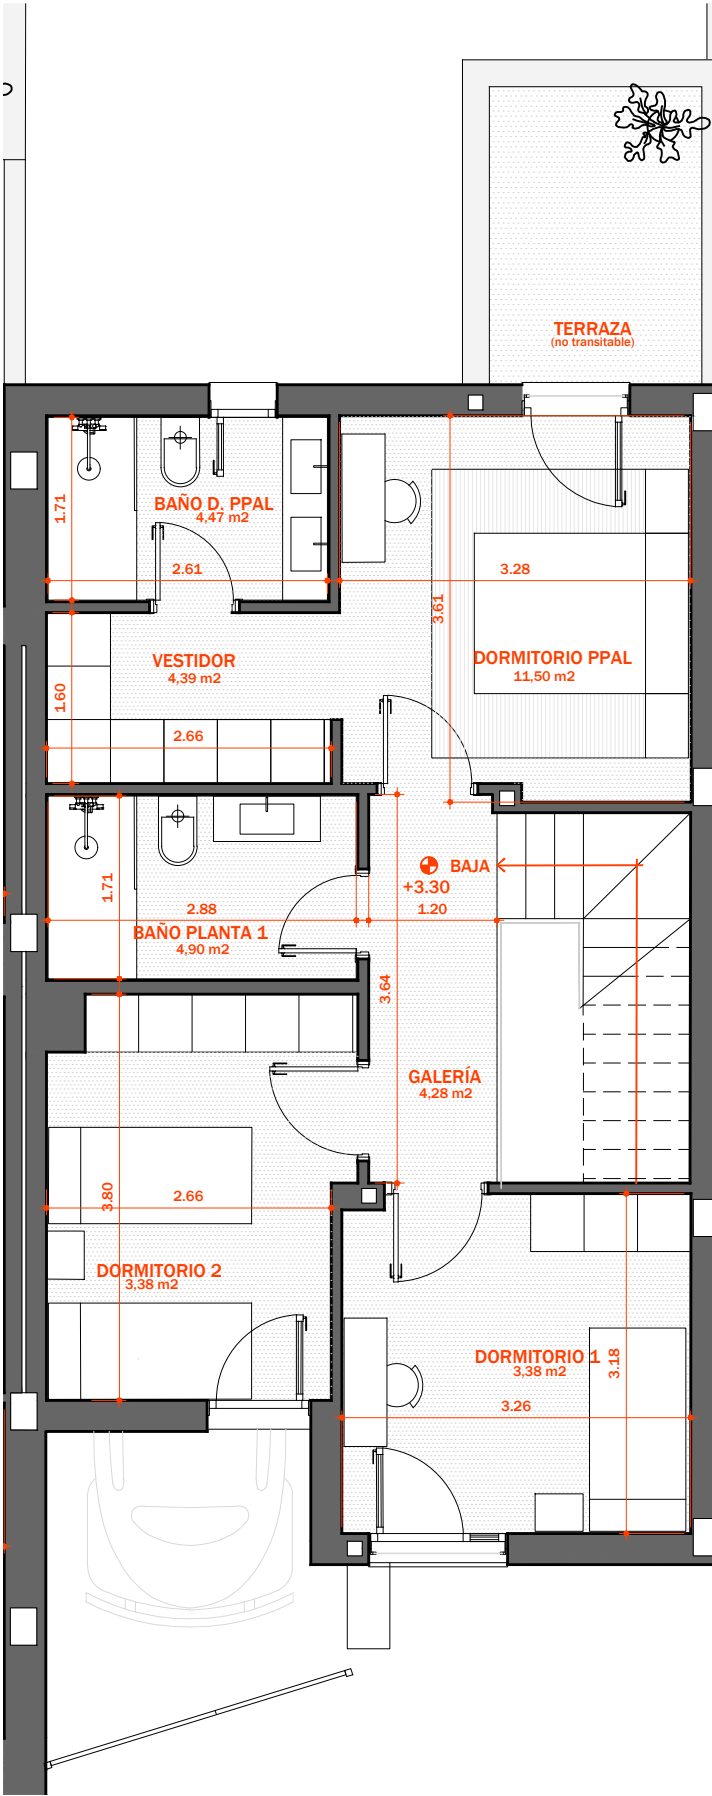 TERRAZA
(no transitable)
1.71
BAÑO D. PPAL
4,47 m2
2.61
3.28
3.61
VESTIDOR
4,39 m2
DORMITORIO PPAL
11,50 m2
1.60
2.66
1.71
BAJA
+3.30
2.88
1.20
BAÑO PLANTA 1
4,90 m2
3.64
GALERÍA
4,28 m2
3.80
2.66
DORMITORIO 2
3,38 m2
DORMITORIO 1
3,38 m2
3.18
3.26